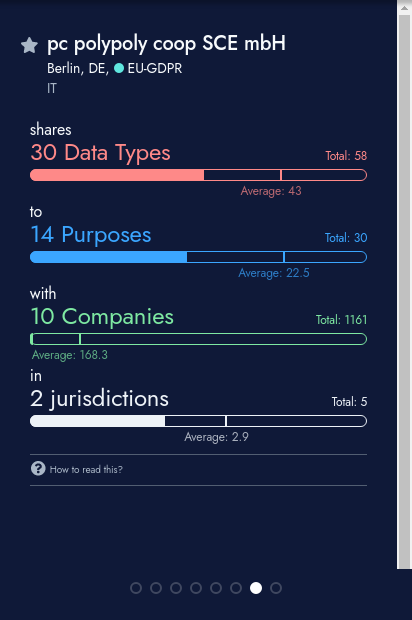 pc polypoly coop SCE mbH
Berlin, DE, EU-GDPR
IT
shares
30 Data Types Total: 58
Average: 43
to
14 Purposes Total: 30
Average: 22.5
with
10 Companies Total: 1161
Average: 168.3
in
2 jurisdictions Total: 5
Average: 2.9
? How to read this?